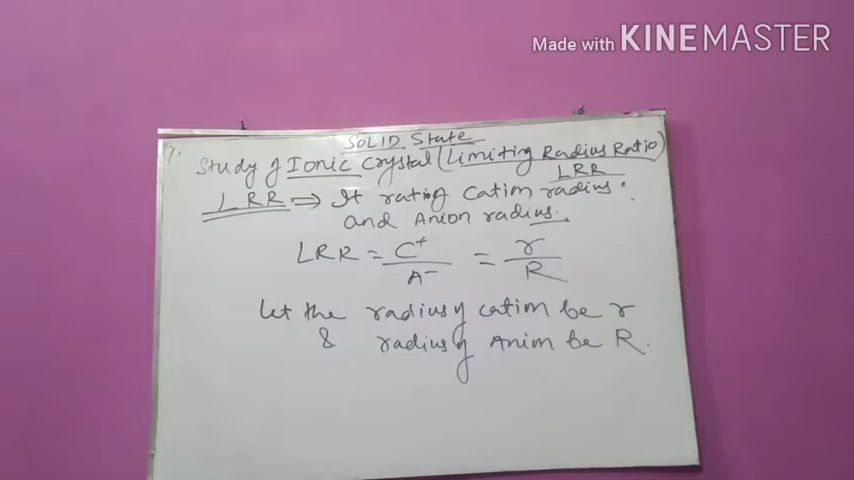 Made with KINEMASTER
SOLID State
Study of Ionic Crystal (Limiting Radius Ratio)
LRR
LRR ⇒ It ratio of Cation radius
and Anion radius.
LRR = C⁺/A⁻ = r/R
Let the radius of cation be r
& radius of Anion be R.